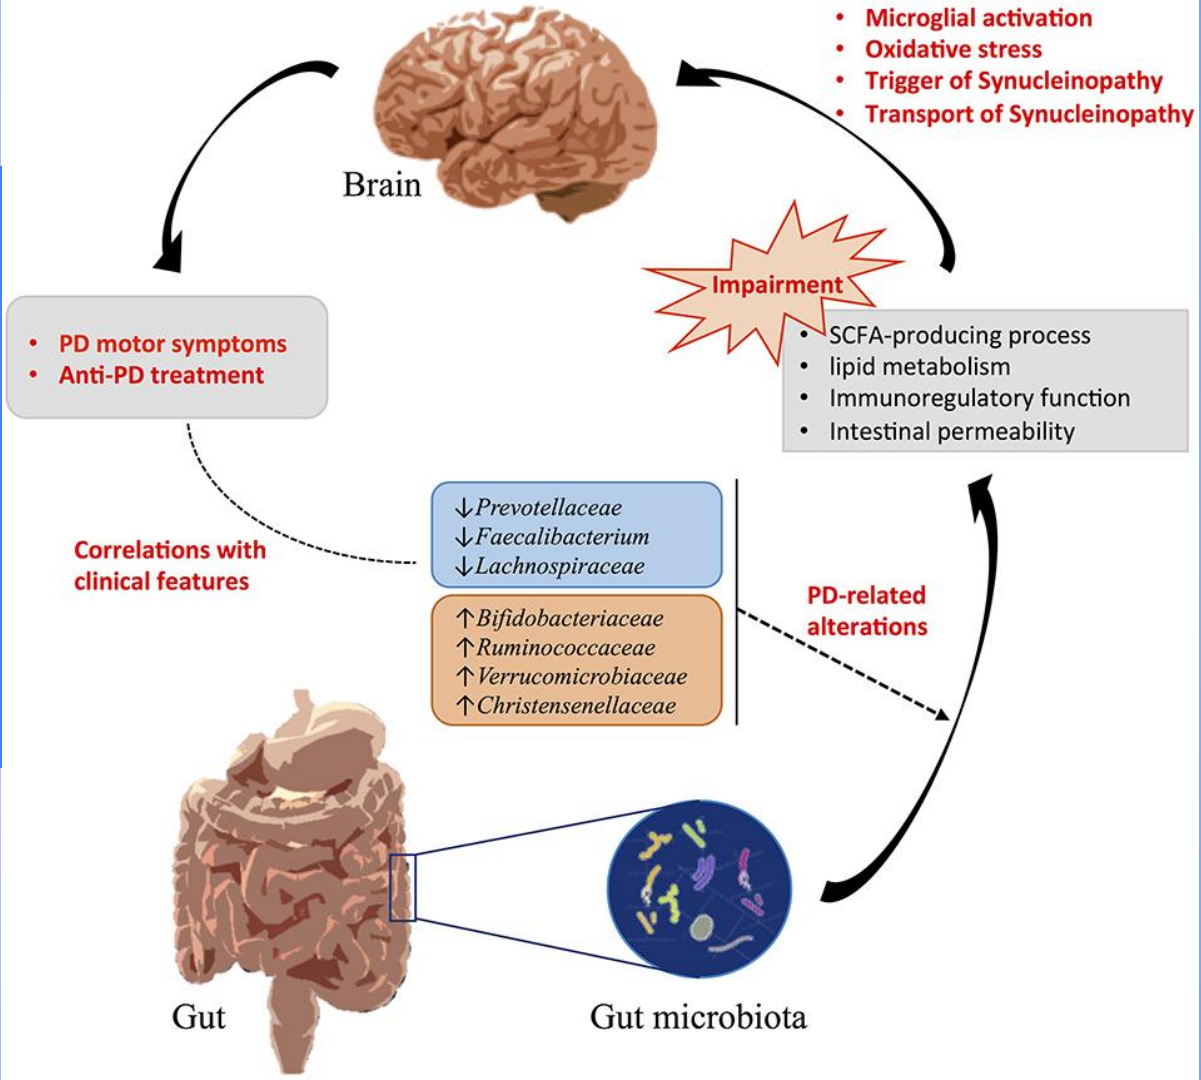 • Microglial activation
• Oxidative stress
• Trigger of Synucleinopathy
• Transport of Synucleinopathy
Brain
Impairment
• SCFA-producing process
• lipid metabolism
• Immunoregulatory function
• Intestinal permeability
• PD motor symptoms
• Anti-PD treatment
Correlations with
clinical features
↓Prevotellaceae
↓Faecalibacterium
↓Lachnospiraceae
↑Bifidobacteriaceae
↑Ruminococcaceae
↑Verrucomicrobiaceae
↑Christensenellaceae
PD-related
alterations
Gut
Gut microbiota